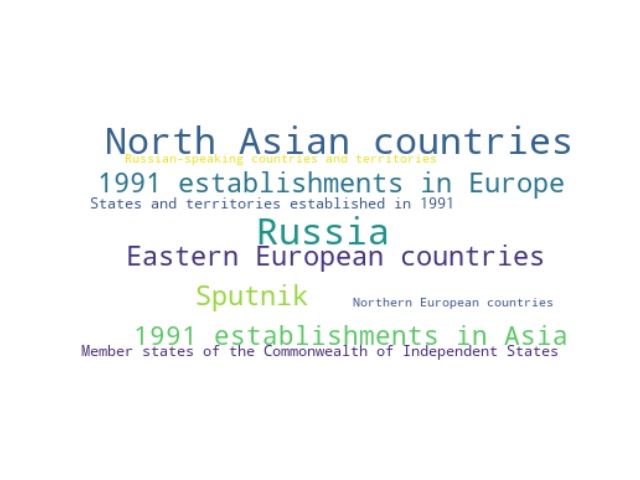 North Asian countries
Russian-speaking countries and territories
1991 establishments in Europe
States and territories established in 1991
Russia
Eastern European countries
Sputnik
Northern European countries
1991 establishments in Asia
Member states of the Commonwealth of Independent States